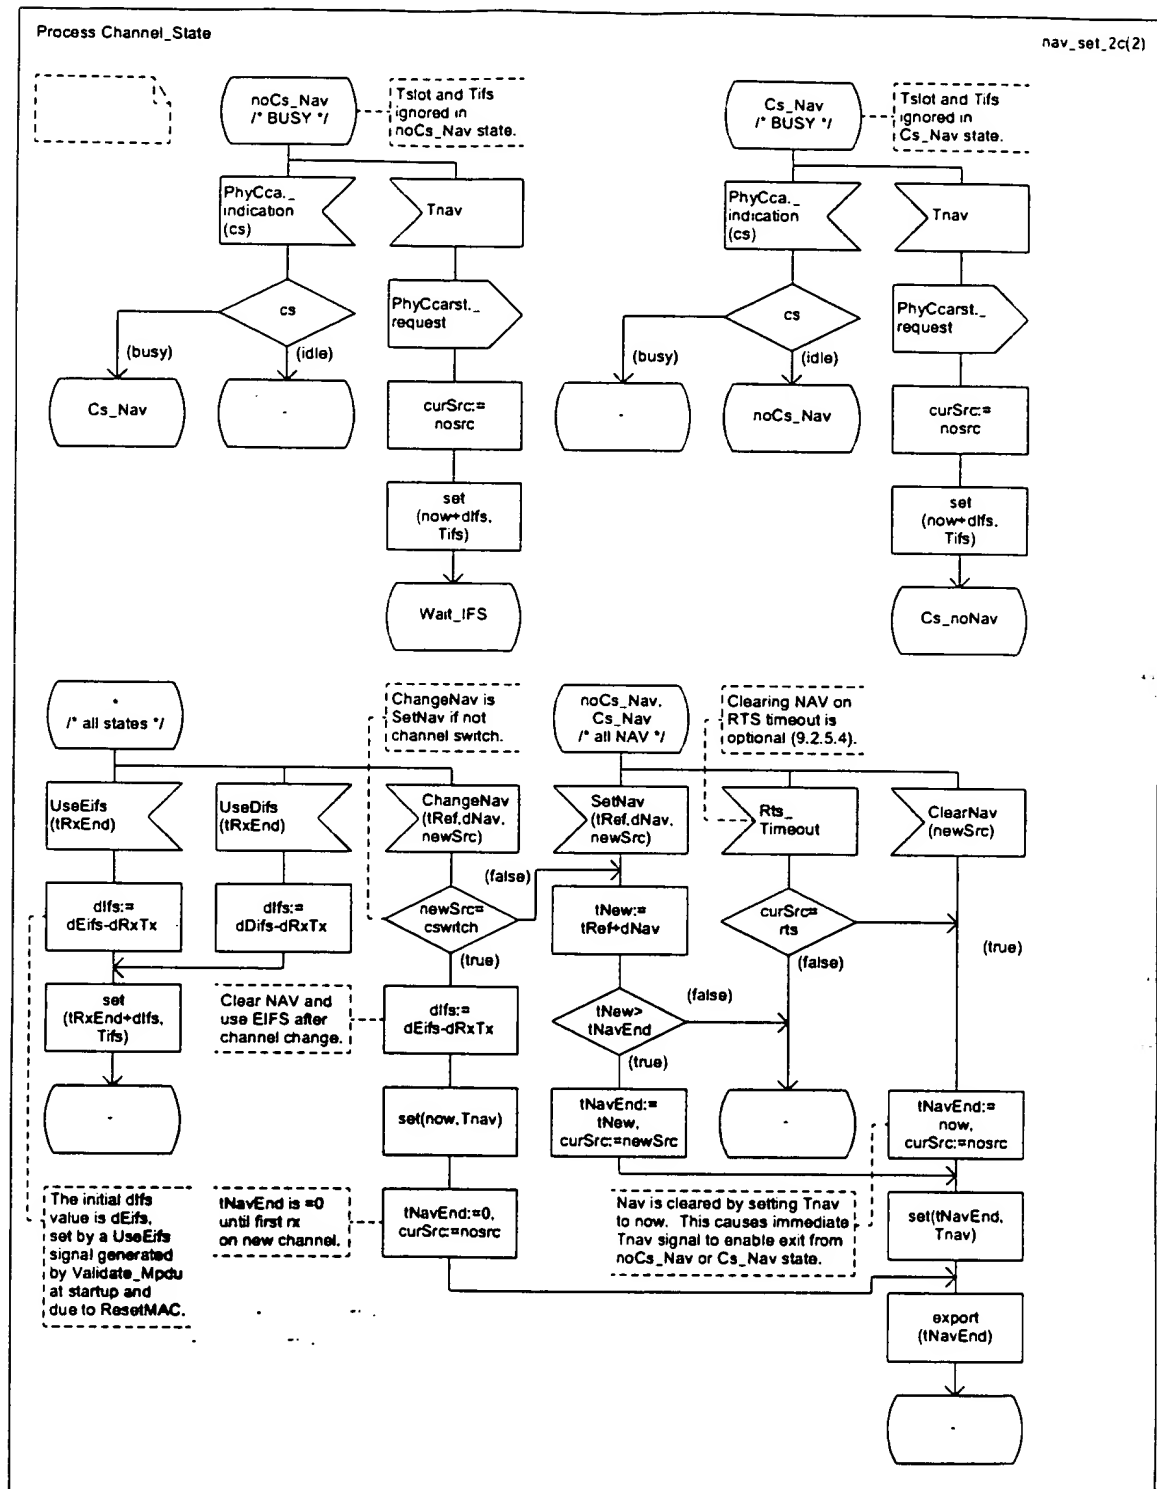 Process Channel_State
nav_set_2c(2)
noCs_Nav
/* BUSY */
Tslot and Tifs
ignored in
noCs_Nav state.
PhyCca._
indication
(cs)
Tnav
cs
(busy)
(idle)
Cs_Nav
-
PhyCcarst._
request
curSrc:=
nosrc
set
(now+dIfs,
Tifs)
Wait_IFS
Cs_Nav
/* BUSY */
Tslot and Tifs
ignored in
Cs_Nav state.
PhyCca._
indication
(cs)
Tnav
cs
(busy)
(idle)
-
noCs_Nav
PhyCcarst._
request
curSrc:=
nosrc
set
(now+dIfs,
Tifs)
Cs_noNav
*
/* all states */
ChangeNav is
SetNav if not
channel switch.
UseEifs
(tRxEnd)
UseDifs
(tRxEnd)
ChangeNav
(tRef,dNav,
newSrc)
dIfs:=
dEifs-dRxTx
dIfs:=
dDifs-dRxTx
newSrc=
cswitch
(false)
(true)
set
(tRxEnd+dIfs,
Tifs)
-
Clear NAV and
use EIFS after
channel change.
dIfs:=
dEifs-dRxTx
set(now,Tnav)
The initial dIfs
value is dEifs,
set by a UseEifs
signal generated
by Validate_Mpdu
at startup and
due to ResetMAC.
tNavEnd is =0
until first rx
on new channel.
tNavEnd:=0,
curSrc:=nosrc
noCs_Nav,
Cs_Nav
/* all NAV */
Clearing NAV on
RTS timeout is
optional (9.2.5.4).
SetNav
(tRef,dNav,
newSrc)
Rts_
Timeout
ClearNav
(newSrc)
tNew:=
tRef+dNav
curSrc=
rts
(true)
(false)
tNew>
tNavEnd
(false)
(true)
tNavEnd:=
tNew,
curSrc:=newSrc
-
tNavEnd:=
now,
curSrc:=nosrc
Nav is cleared by setting Tnav
to now. This causes immediate
Tnav signal to enable exit from
noCs_Nav or Cs_Nav state.
set(tNavEnd,
Tnav)
export
(tNavEnd)
-